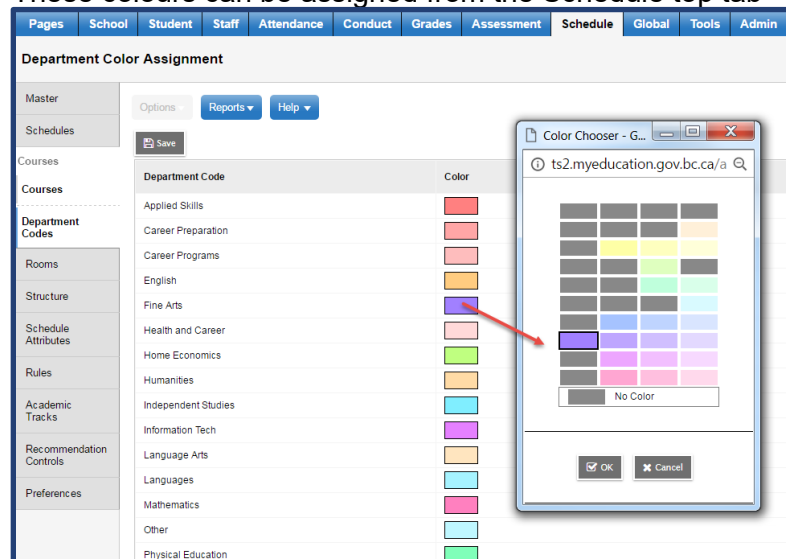 These colours can be assigned from the Schedule top tab
Pages School Student Staff Attendance Conduct Grades Assessment Schedule Global Tools Admin
Department Color Assignment
Master
Schedules
Courses
Courses
Department
Codes
Rooms
Structure
Schedule
Attributes
Rules
Academic
Tracks
Recommendation
Controls
Preferences
Options Reports Help
Save
Department Code Color
Applied Skills
Career Preparation
Career Programs
English
Fine Arts
Health and Career
Home Economics
Humanities
Independent Studies
Information Tech
Language Arts
Languages
Mathematics
Other
Physical Education
Color Chooser - G...
ts2.myeducation.gov.bc.ca/a
No Color
OK Cancel